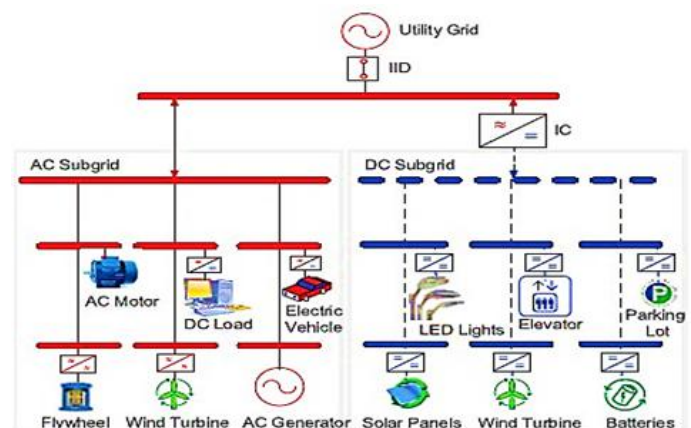 Utility Grid
IID
IC
AC Subgrid
DC Subgrid
AC Motor
DC Load
Electric
Vehicle
LED Lights
Elevator
P
Parking
Lot
Flywheel
Wind Turbine
AC Generator
Solar Panels
Wind Turbine
Batteries